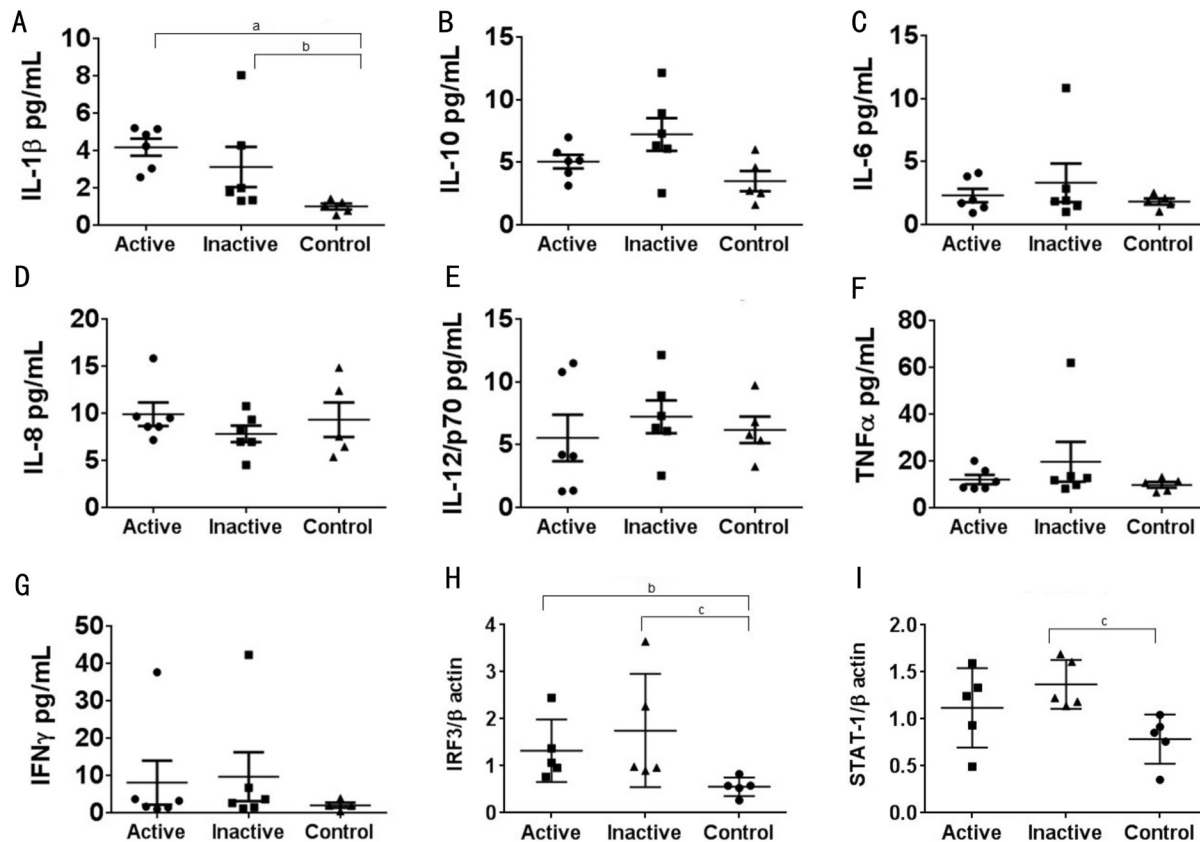 A
IL-1β pg/mL
10
8
6
4
2
0
a
b
Active Inactive Control
B
IL-10 pg/mL
15
10
5
0
Active Inactive Control
C
IL-6 pg/mL
15
10
5
0
Active Inactive Control
D
IL-8 pg/mL
20
15
10
5
0
Active Inactive Control
E
IL-12/p70 pg/mL
15
10
5
0
Active Inactive Control
F
TNFα pg/mL
80
60
40
20
0
Active Inactive Control
G
IFNγ pg/mL
50
40
30
20
10
0
Active Inactive Control
H
IRF3/β actin
4
3
2
1
0
b
c
Active Inactive Control
I
STAT-1/β actin
2.0
1.5
1.0
0.5
0.0
c
Active Inactive Control